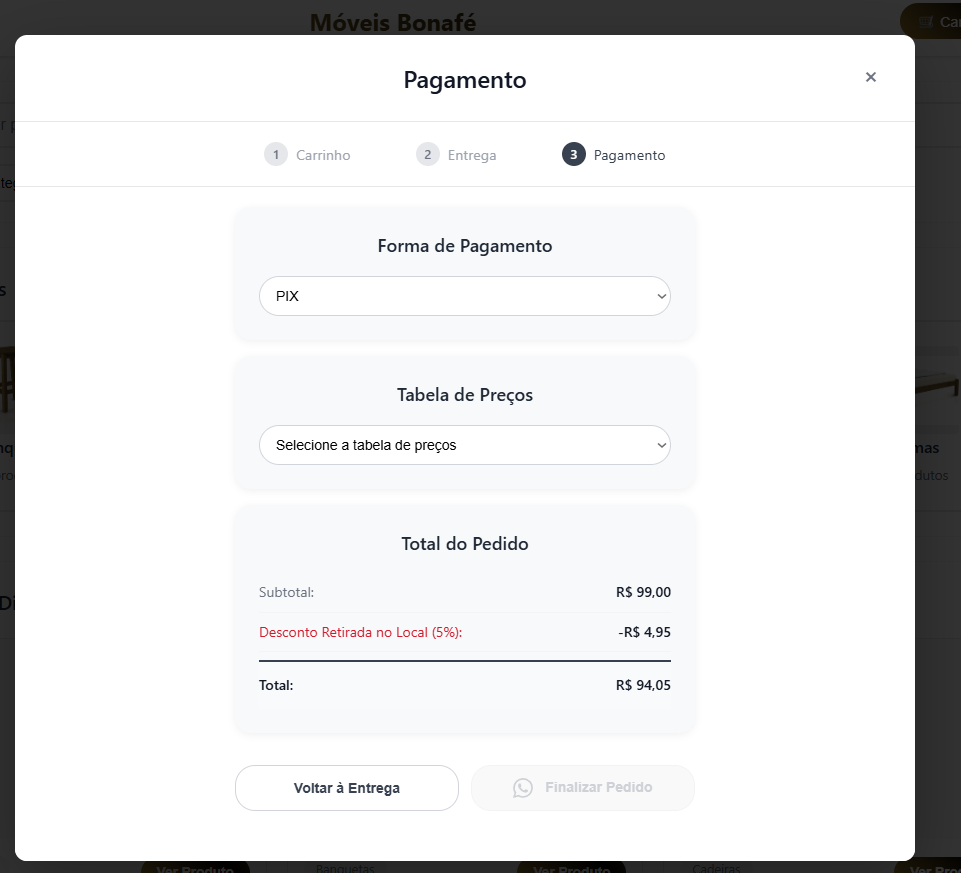 Móveis Bonafé
Pagamento
×
1 Carrinho
2 Entrega
3 Pagamento
Forma de Pagamento
PIX
Tabela de Preços
Selecione a tabela de preços
Total do Pedido
Subtotal: R$ 99,00
Desconto Retirada no Local (5%): -R$ 4,95
Total: R$ 94,05
Voltar à Entrega
Finalizar Pedido
dutos
Ver Produto
Banquetas
Ver Produto
Cadeiras